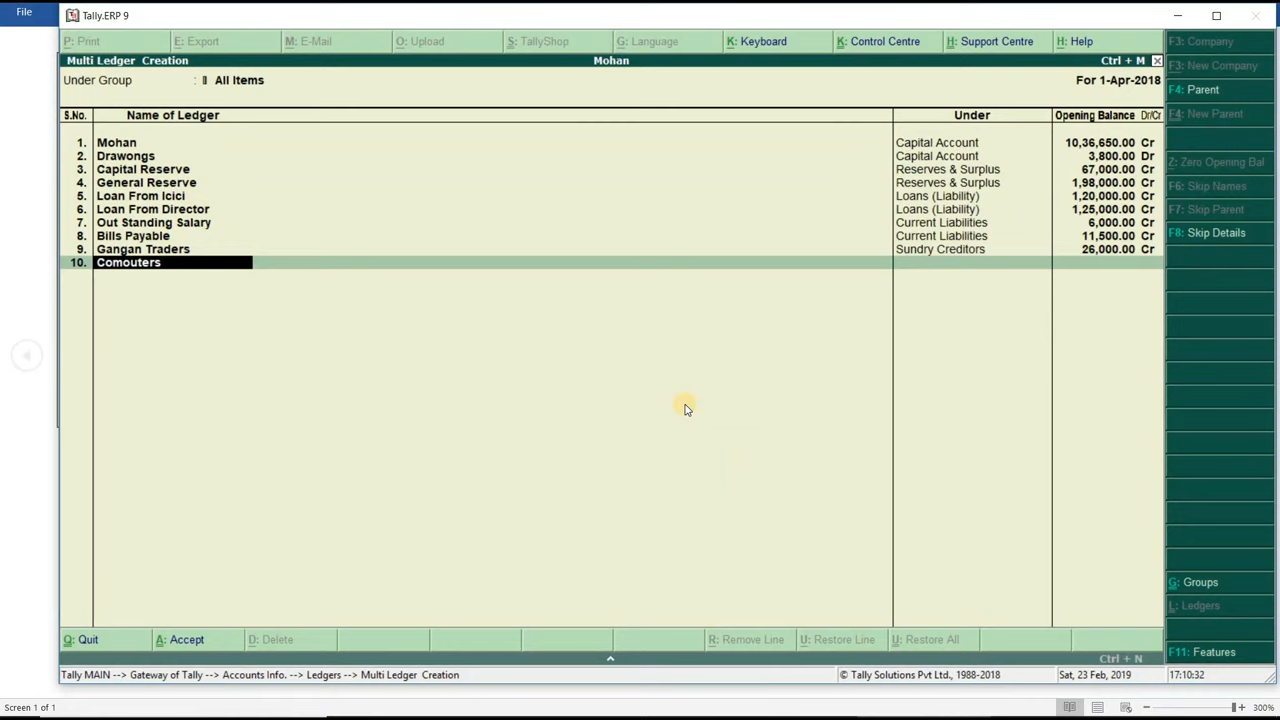 File
Tally.ERP 9
P: Print E: Export M: E-Mail O: Upload S: TallyShop G: Language K: Keyboard K: Control Centre H: Support Centre H: Help
F3: Company
Multi Ledger Creation Mohan Ctrl + M
F3: New Company
Under Group : All Items For 1-Apr-2018
F4: Parent
F4: New Parent
S.No. Name of Ledger Under Opening Balance Dr/Cr
1. Mohan Capital Account 10,36,650.00 Cr
2. Drawongs Capital Account 3,800.00 Dr
3. Capital Reserve Reserves & Surplus 67,000.00 Cr
4. General Reserve Reserves & Surplus 1,98,000.00 Cr
5. Loan From Icici Loans (Liability) 1,20,000.00 Cr
6. Loan From Director Loans (Liability) 1,25,000.00 Cr
7. Out Standing Salary Current Liabilities 6,000.00 Cr
8. Bills Payable Current Liabilities 11,500.00 Cr
9. Gangan Traders Sundry Creditors 26,000.00 Cr
10. Comouters
Z: Zero Opening Bal
F6: Skip Names
F7: Skip Parent
F8: Skip Details
G: Groups
L: Ledgers
Q: Quit A: Accept D: Delete R: Remove Line U: Restore Line U: Restore All
F11: Features
Ctrl + N
Tally MAIN --> Gateway of Tally --> Accounts Info. --> Ledgers --> Multi Ledger Creation © Tally Solutions Pvt Ltd., 1988-2018 Sat, 23 Feb, 2019 17:10:32
Screen 1 of 1 300%